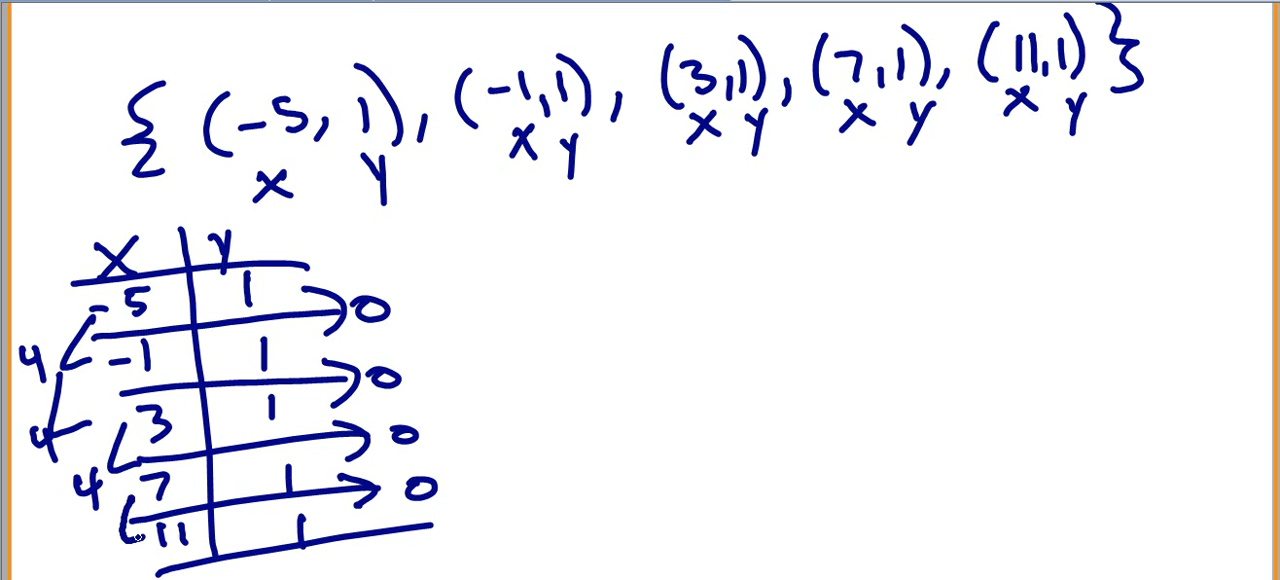 { (-5, 1), (-1,1), (3,1), (7,1), (11,1) }
x y x y x y x y x y
x y
-5 1 0
4 -1 1 0
4 3 1 0
4 7 1 0
11 1